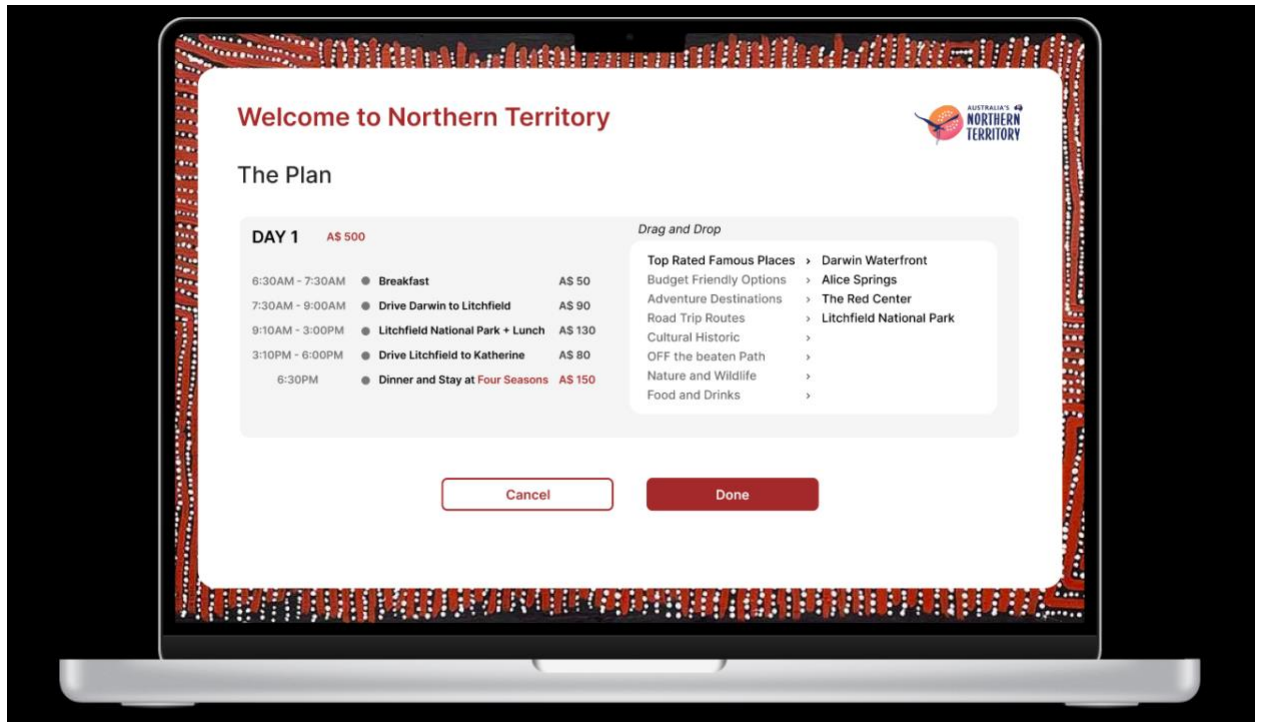 Welcome to Northern Territory
AUSTRALIA'S
NORTHERN
TERRITORY
The Plan
DAY 1 A$ 500
6:30AM - 7:30AM Breakfast A$ 50
7:30AM - 9:00AM Drive Darwin to Litchfield A$ 90
9:10AM - 3:00PM Litchfield National Park + Lunch A$ 130
3:10PM - 6:00PM Drive Litchfield to Katherine A$ 80
6:30PM Dinner and Stay at Four Seasons A$ 150
Drag and Drop
Top Rated Famous Places › Darwin Waterfront
Budget Friendly Options › Alice Springs
Adventure Destinations › The Red Center
Road Trip Routes › Litchfield National Park
Cultural Historic ›
OFF the beaten Path ›
Nature and Wildlife ›
Food and Drinks ›
Cancel
Done